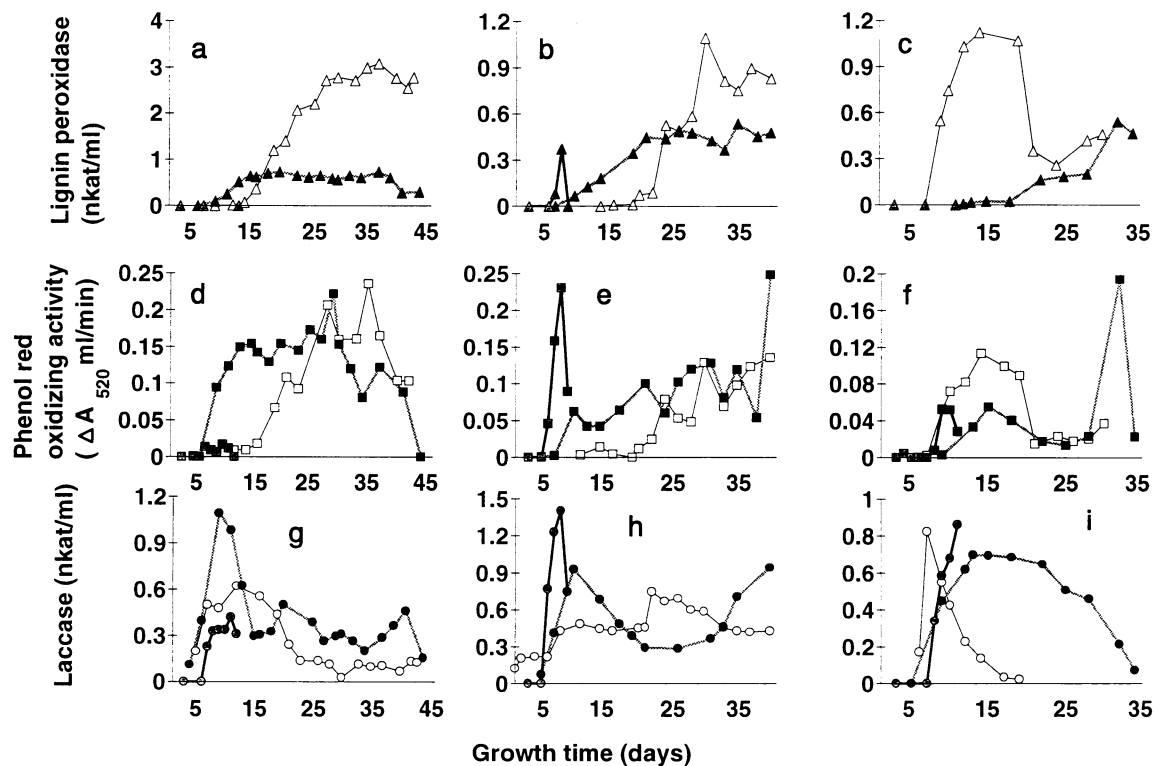 Lignin peroxidase
(nkat/ml)
4
3
2
1
0
a
5 15 25 35 45
1.2
0.9
0.6
0.3
0
b
5 15 25 35
1.2
0.9
0.6
0.3
0
c
5 15 25 35
Phenol red
oxidizing activity
( Δ A 520 ml/min)
0.25
0.2
0.15
0.1
0.05
0
d
5 15 25 35 45
0.25
0.20
0.15
0.1
0.05
0
e
5 15 25 35
0.2
0.16
0.12
0.08
0.04
0
f
5 15 25 35
Laccase (nkat/ml)
1.2
0.9
0.6
0.3
0
g
5 15 25 35 45
1.5
1.2
0.9
0.6
0.3
0
h
5 15 25 35
1
0.8
0.6
0.4
0.2
0
i
5 15 25 35
Growth time (days)